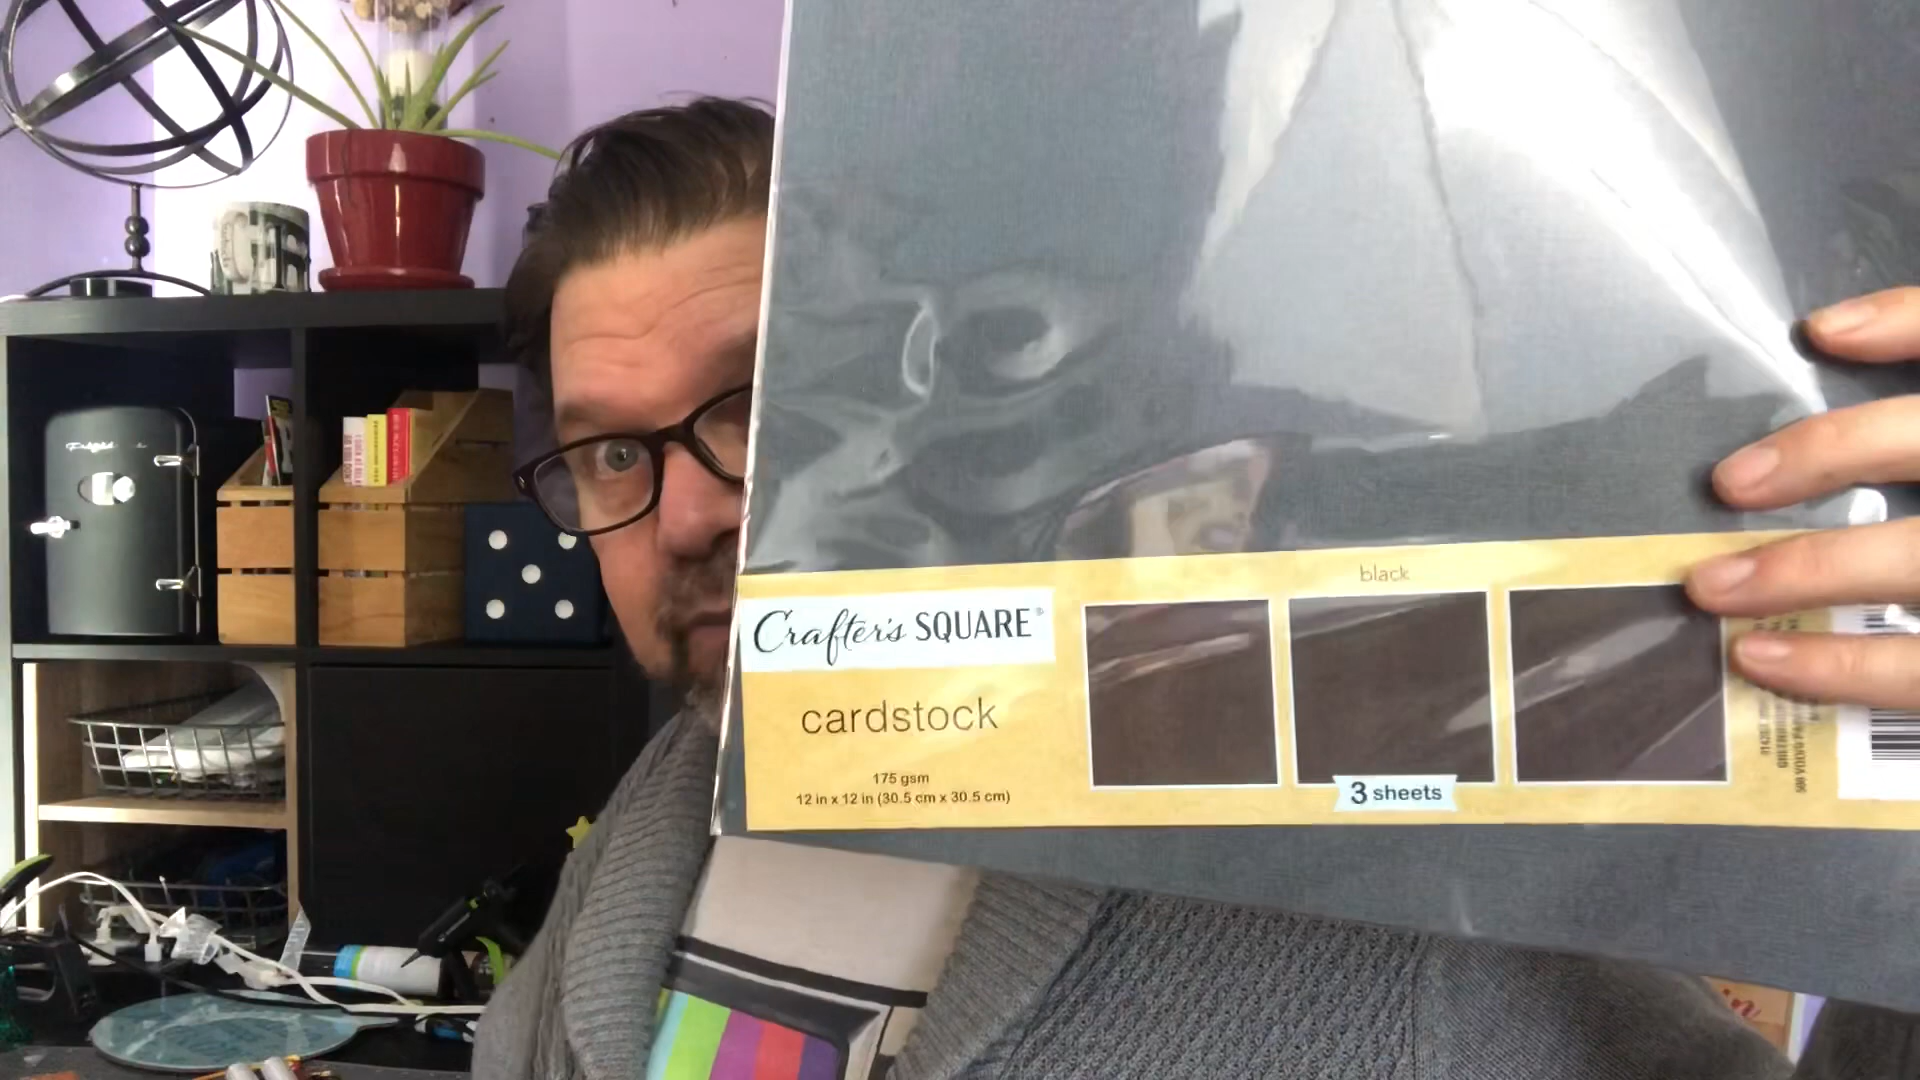 black
Crafter's SQUARE®
cardstock
175 gsm
12 in x 12 in (30.5 cm x 30.5 cm)
3 sheets